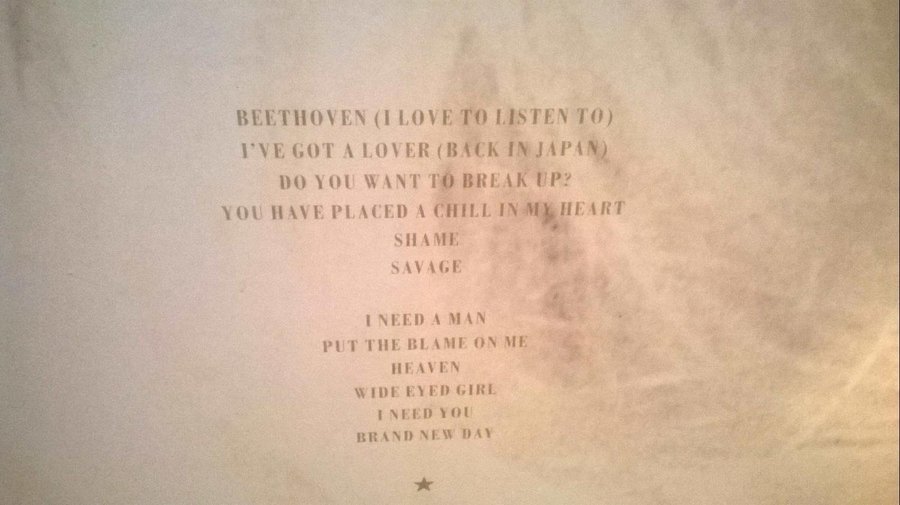 BEETHOVEN (I LOVE TO LISTEN TO)
I'VE GOT A LOVER (BACK IN JAPAN)
DO YOU WANT TO BREAK UP?
YOU HAVE PLACED A CHILL IN MY HEART
SHAME
SAVAGE
I NEED A MAN
PUT THE BLAME ON ME
HEAVEN
WIDE EYED GIRL
I NEED YOU
BRAND NEW DAY